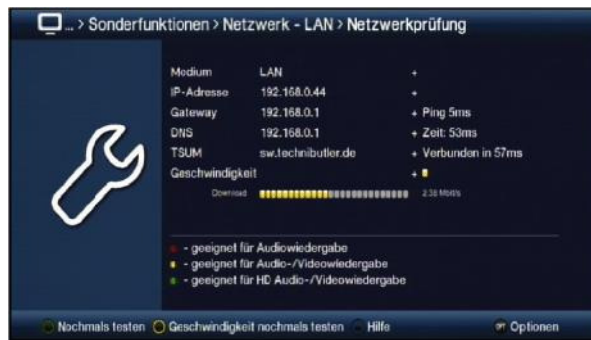 ... > Sonderfunktionen > Netzwerk - LAN > Netzwerkprüfung
Medium LAN +
IP-Adresse 192.168.0.44 +
Gateway 192.168.0.1 + Ping 5ms
DNS 192.168.0.1 + Zeit: 53ms
TSUM sw.technibutler.de + Verbunden in 57ms
Geschwindigkeit +
Download 2.38 Mbit/s
- geeignet für Audiowiedergabe
- geeignet für Audio-/Videowiedergabe
- geeignet für HD Audio-/Videowiedergabe
Nochmals testen Geschwindigkeit nochmals testen Hilfe OPT Optionen